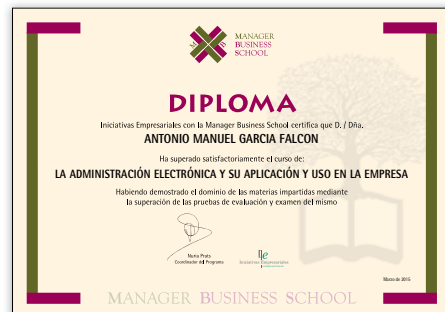 MANAGER
BUSINESS
SCHOOL
M B
DIPLOMA
Iniciativas Empresariales con la Manager Business School certifica que D. / Dña.
ANTONIO MANUEL GARCIA FALCON
Ha superado satisfactoriamente el curso de:
LA ADMINISTRACIÓN ELECTRÓNICA Y SU APLICACIÓN Y USO EN LA EMPRESA
Habiendo demostrado el dominio de las materias impartidas mediante
la superación de las pruebas de evaluación y examen del mismo
Nuria Prats
Coordinador del Programa
Iniciativas Empresariales
Marzo de 2015
MANAGER BUSINESS SCHOOL